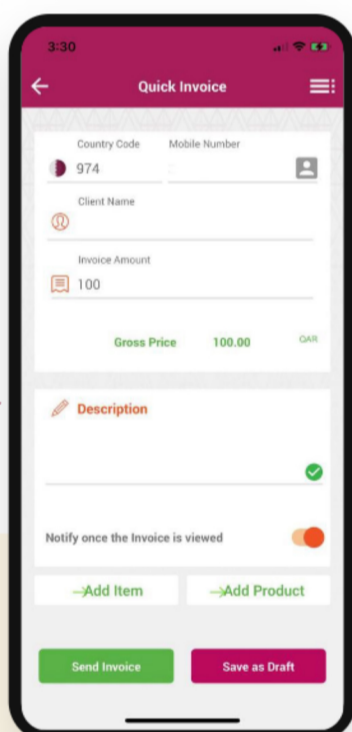 3:30
Quick Invoice
Country Code Mobile Number
974
Client Name
Invoice Amount
100
Gross Price 100.00 QAR
Description
Notify once the Invoice is viewed
Add Item Add Product
Send Invoice Save as Draft